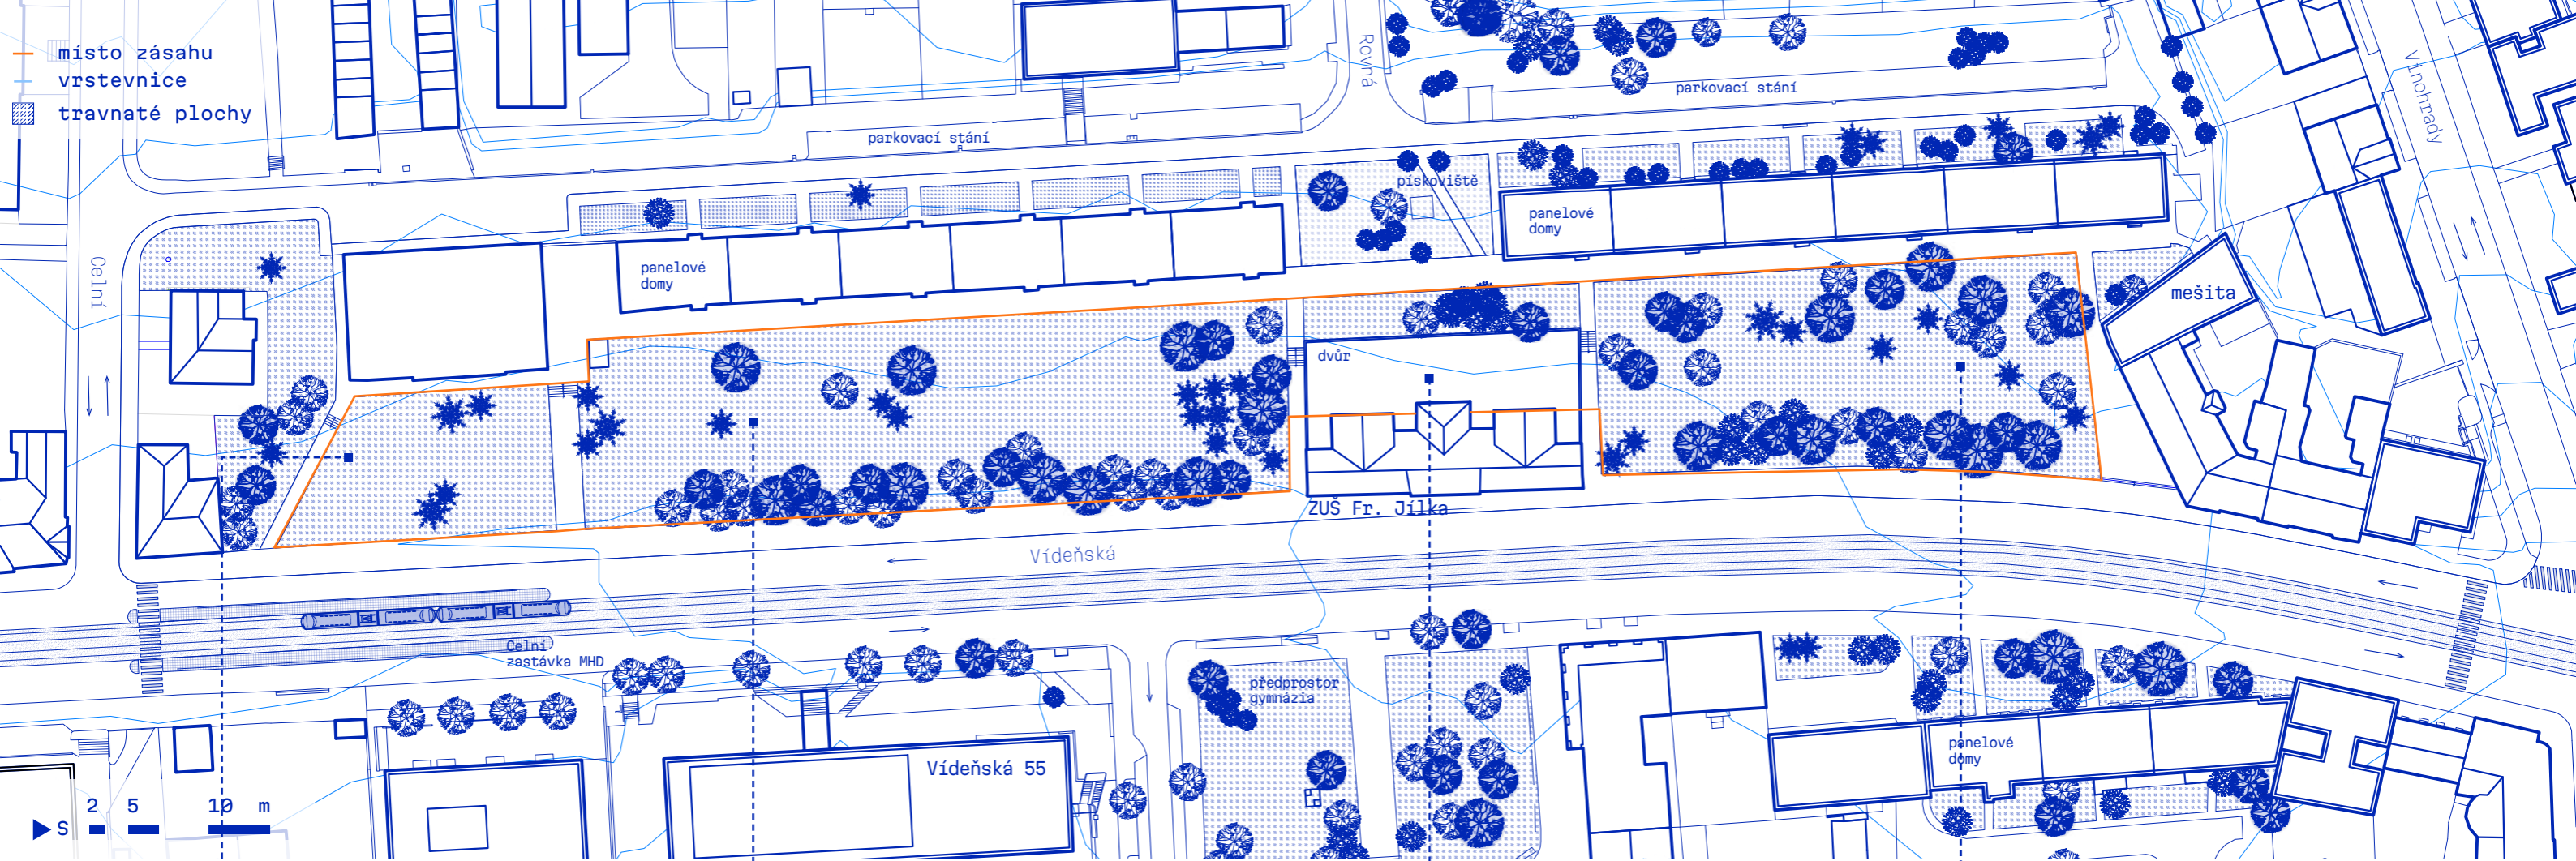 místo zásahu
vrstevnice
travnaté plochy
Rovná
parkovací stání
Vinohrady
parkovací stání
pískoviště
panelové
domy
Celní
panelové
domy
mešita
dvůr
ZUŠ Fr. Jílka
Vídeňská
Celní
zastávka MHD
předprostor
gymnázia
panelové
domy
Vídeňská 55
S 2 5 10 m